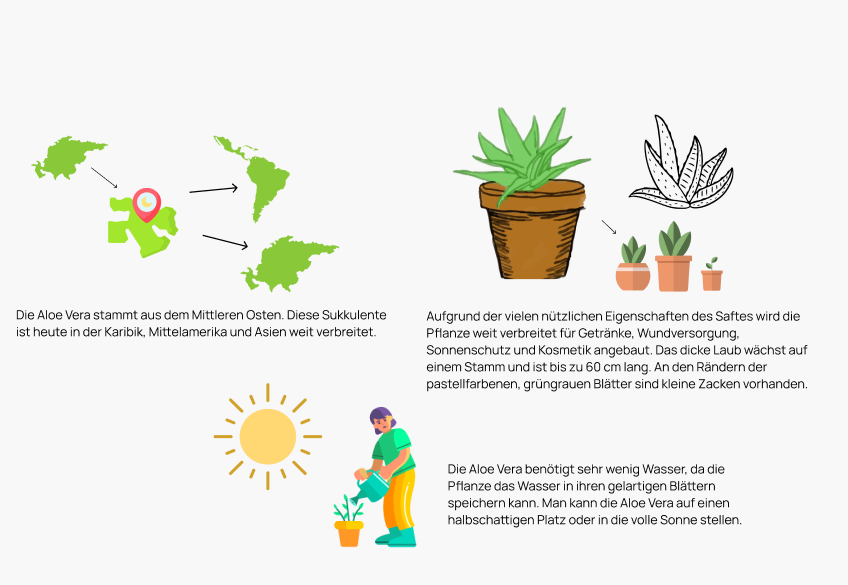 Die Aloe Vera stammt aus dem Mittleren Osten. Diese Sukkulente
ist heute in der Karibik, Mittelamerika und Asien weit verbreitet.
Aufgrund der vielen nützlichen Eigenschaften des Saftes wird die
Pflanze weit verbreitet für Getränke, Wundversorgung,
Sonnenschutz und Kosmetik angebaut. Das dicke Laub wächst auf
einem Stamm und ist bis zu 60 cm lang. An den Rändern der
pastellfarbenen, grüngrauen Blätter sind kleine Zacken vorhanden.
Die Aloe Vera benötigt sehr wenig Wasser, da die
Pflanze das Wasser in ihren gelartigen Blättern
speichern kann. Man kann die Aloe Vera auf einen
halbschattigen Platz oder in die volle Sonne stellen.